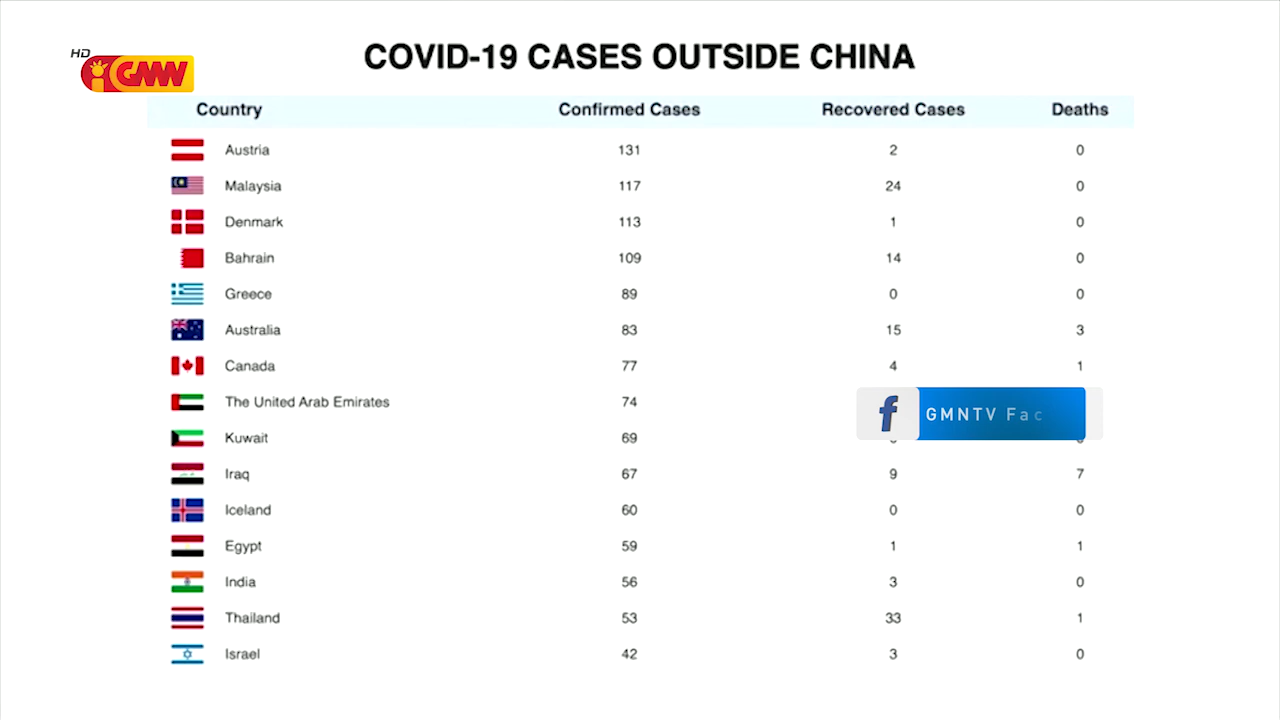 HD
GMN
COVID-19 CASES OUTSIDE CHINA
Country Confirmed Cases Recovered Cases Deaths
Austria 131 2 0
Malaysia 117 24 0
Denmark 113 1 0
Bahrain 109 14 0
Greece 89 0 0
Australia 83 15 3
Canada 77 4 1
The United Arab Emirates 74
f GMNTV Fac
Kuwait 69
Iraq 67 9 7
Iceland 60 0 0
Egypt 59 1 1
India 56 3 0
Thailand 53 33 1
Israel 42 3 0